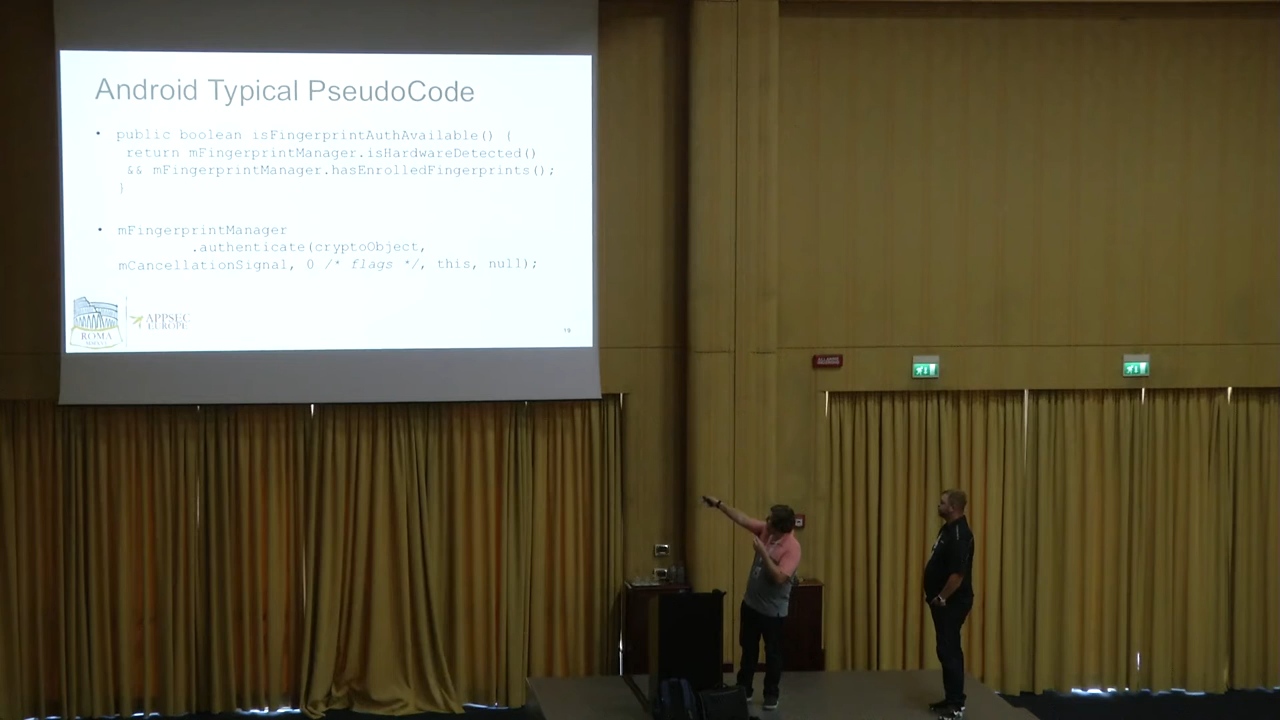 Android Typical PseudoCode
• public boolean isFingerprintAuthAvailable() {
return mFingerprintManager.isHardwareDetected()
&& mFingerprintManager.hasEnrolledFingerprints();
}
• mFingerprintManager
.authenticate(cryptoObject,
mCancellationSignal, 0 /* flags */, this, null);
ROMA
APPSEC
EUROPE
19